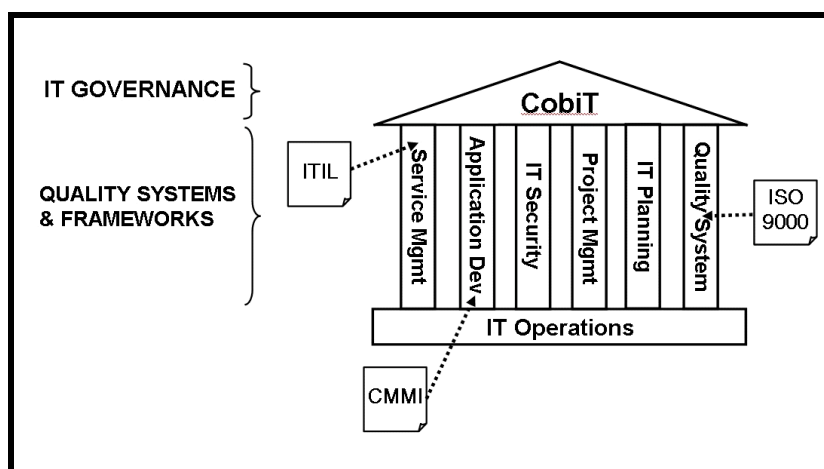 IT GOVERNANCE
CobiT
QUALITY SYSTEMS
& FRAMEWORKS
ITIL
Service Mgmt
Application Dev
IT Security
Project Mgmt
IT Planning
Quality System
ISO
9000
IT Operations
CMMI